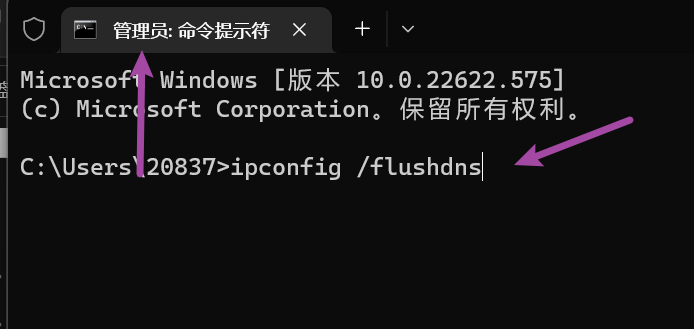 管理员: 命令提示符
Microsoft Windows [版本 10.0.22622.575]
(c) Microsoft Corporation。保留所有权利。
C:\Users\20837>ipconfig /flushdns